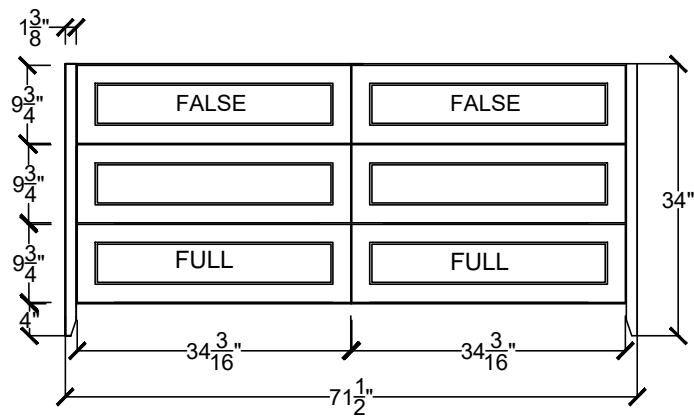 1 3/8"
9 3/4"
FALSE FALSE
9 3/4"
34"
9 3/4"
FULL FULL
4"
34 3/16" 34 3/16"
71 1/2"